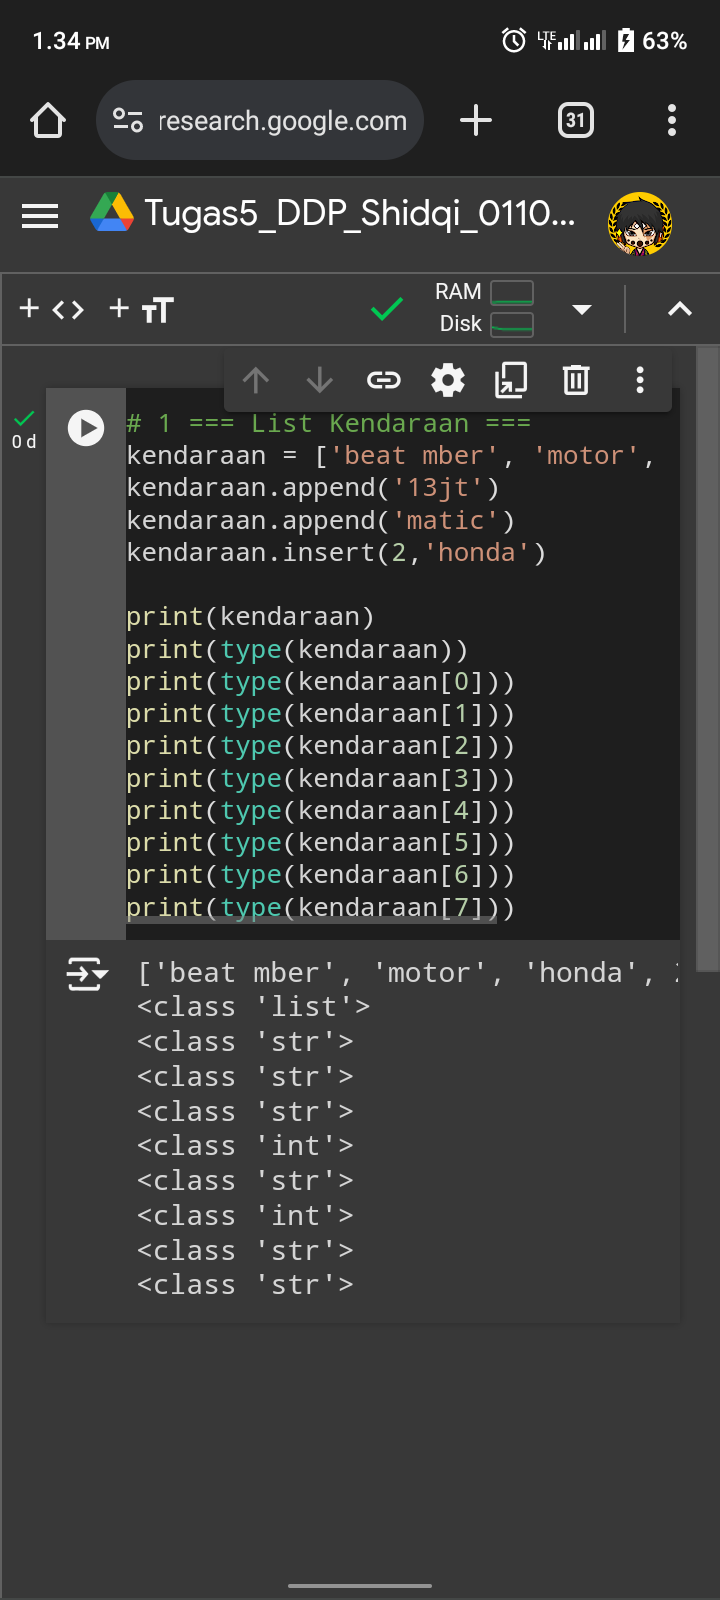 1.34 PM LTE 63%
research.google.com 31
Tugas5_DDP_Shidqi_0110...
+ <> + TT RAM
Disk
0 d
# 1 === List Kendaraan ===
kendaraan = ['beat mber', 'motor',
kendaraan.append('13jt')
kendaraan.append('matic')
kendaraan.insert(2,'honda')
print(kendaraan)
print(type(kendaraan))
print(type(kendaraan[0]))
print(type(kendaraan[1]))
print(type(kendaraan[2]))
print(type(kendaraan[3]))
print(type(kendaraan[4]))
print(type(kendaraan[5]))
print(type(kendaraan[6]))
print(type(kendaraan[7]))
['beat mber', 'motor', 'honda',
<class 'list'>
<class 'str'>
<class 'str'>
<class 'str'>
<class 'int'>
<class 'str'>
<class 'int'>
<class 'str'>
<class 'str'>